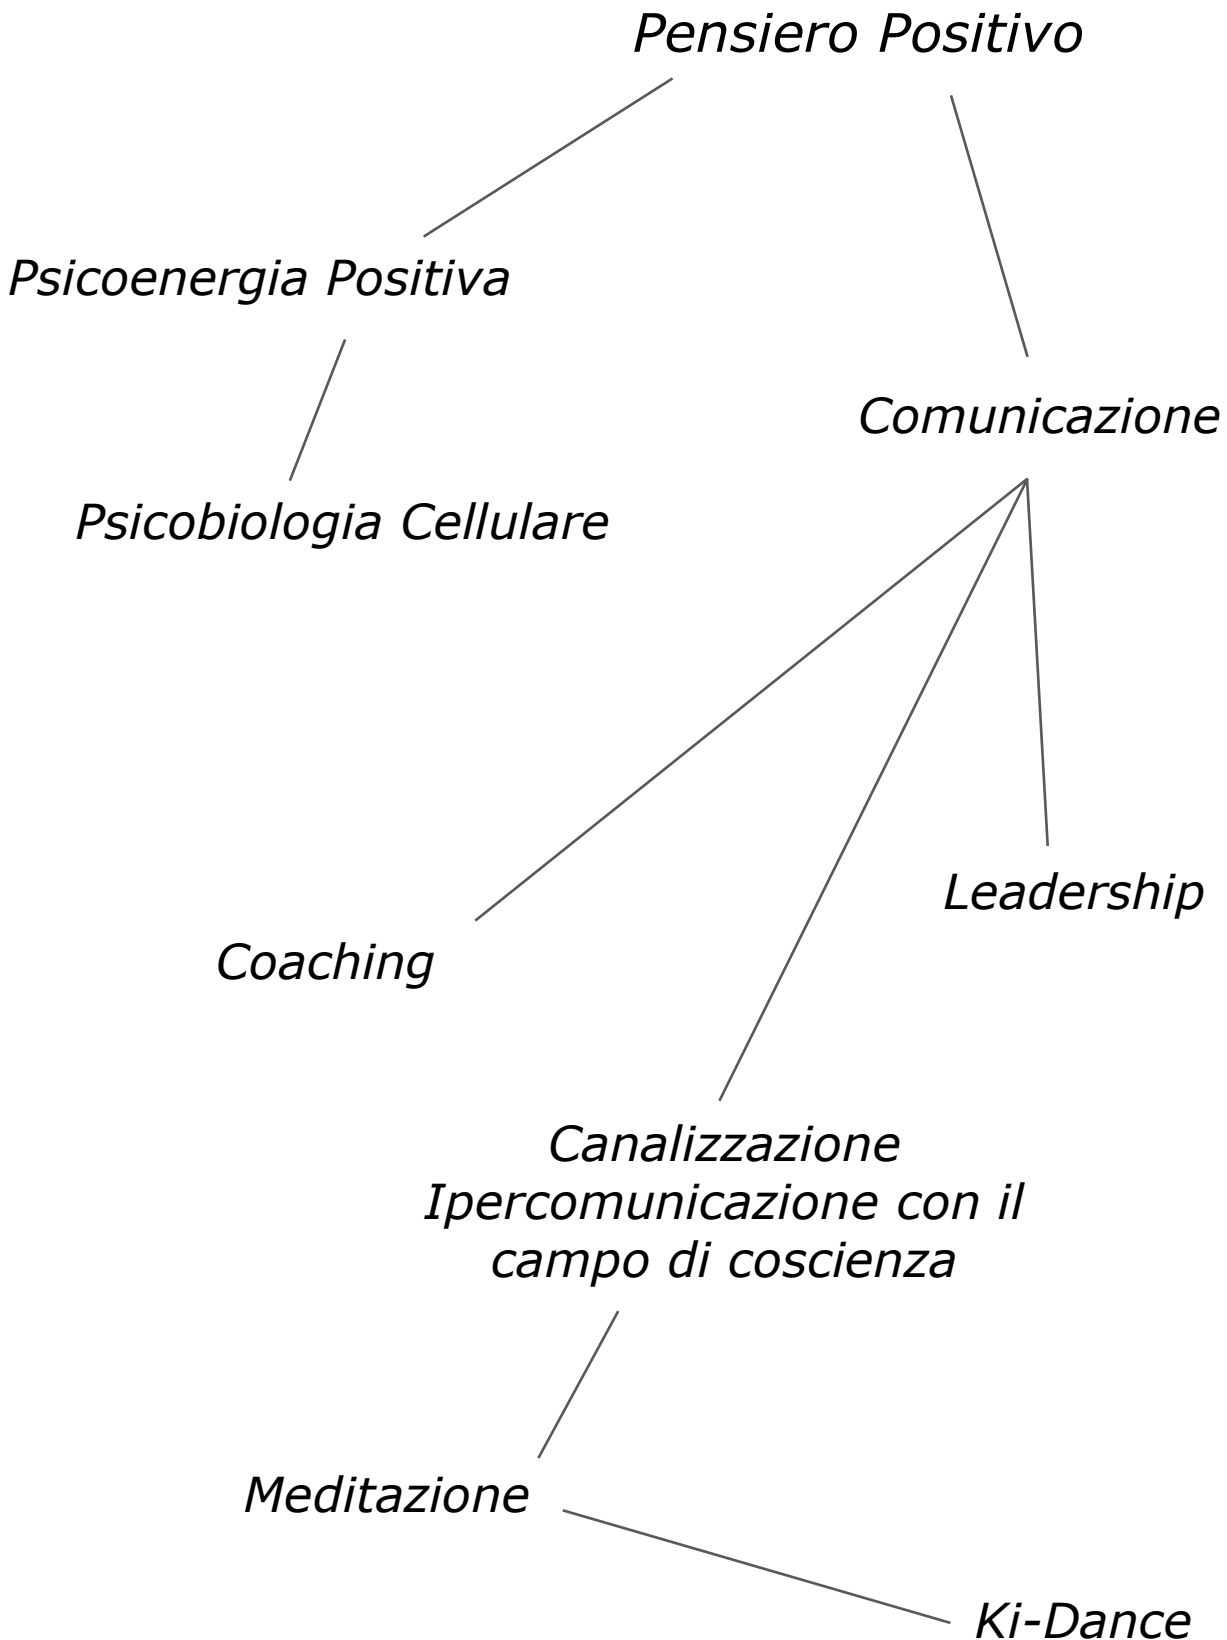 Pensiero Positivo
Psicoenergia Positiva
Comunicazione
Psicobiologia Cellulare
Leadership
Coaching
Canalizzazione
Ipercomunicazione con il
campo di coscienza
Meditazione
Ki-Dance